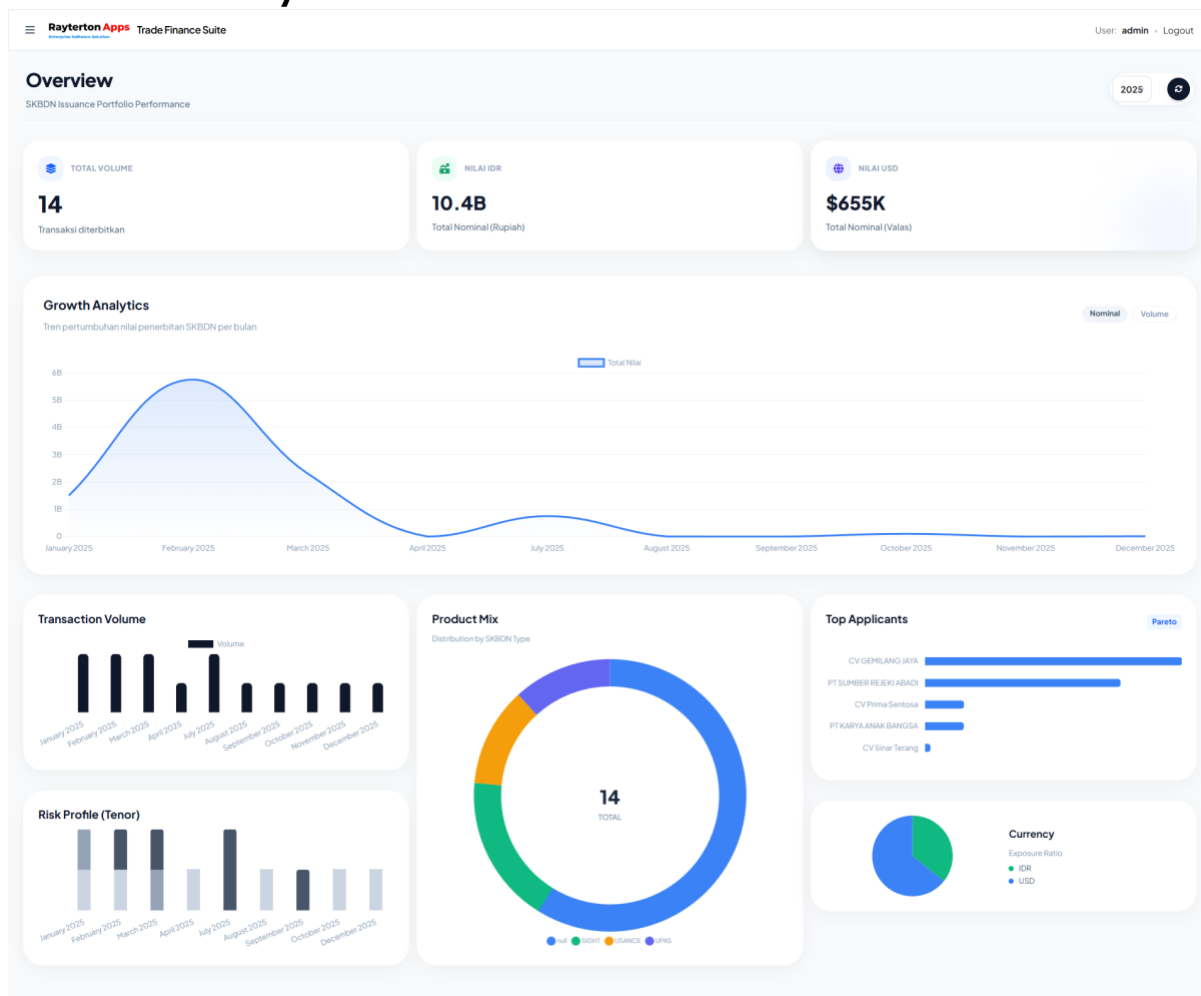 Rayterton Apps Trade Finance Suite
Enterprise Software Solution
User: admin • Logout
Overview
SKBDN Issuance Portfolio Performance
2025
TOTAL VOLUME
14
Transaksi diterbitkan
NILAI IDR
10.4B
Total Nominal (Rupiah)
NILAI USD
$655K
Total Nominal (Valas)
Growth Analytics
Tren pertumbuhan nilai penerbitan SKBDN per bulan
Nominal Volume
Total Nilai
6B
5B
4B
3B
2B
1B
0
January 2025 February 2025 March 2025 April 2025 July 2025 August 2025 September 2025 October 2025 November 2025 December 2025
Transaction Volume
Volume
January 2025 February 2025 March 2025 April 2025 July 2025 August 2025 September 2025 October 2025 November 2025 December 2025
Risk Profile (Tenor)
January 2025 February 2025 March 2025 April 2025 July 2025 August 2025 September 2025 October 2025 December 2025
Product Mix
Distribution by SKBDN Type
14
TOTAL
null SIGHT USANCE UPAS
Top Applicants
Pareto
CV GEMILANG JAYA
PT SUMBER REJEKI ABADI
CV Prima Sentosa
PT KARYA ANAK BANGSA
CV Sinar Terang
Currency
Exposure Ratio
IDR
USD